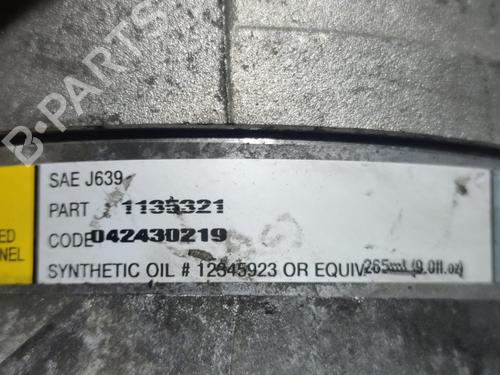 B-PARTS
SAE J639
PART # 1135321
CODE 042430219
SYNTHETIC OIL # 12345923 OR EQUIV. 265mL (9.0fl.oz)
ED
NEL